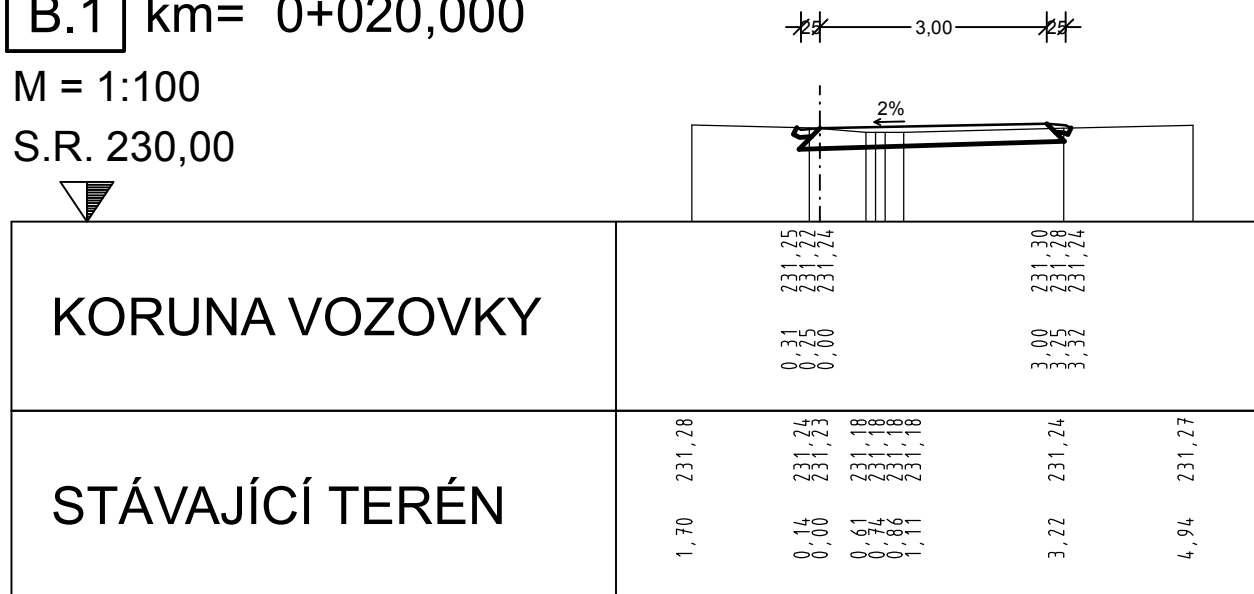 B.1 km= 0+020,000
25 3,00 25
M = 1:100
2%
S.R. 230,00
KORUNA VOZOVKY
231,25 231,22 231,24 231,30 231,28 231,24
0,31 0,25 0,00 3,00 3,25 3,32
STÁVAJÍCÍ TERÉN
231,28 231,24 231,23 231,18 231,18 231,18 231,18 231,24 231,27
1,70 0,14 0,00 0,61 0,74 0,86 1,11 3,22 4,94